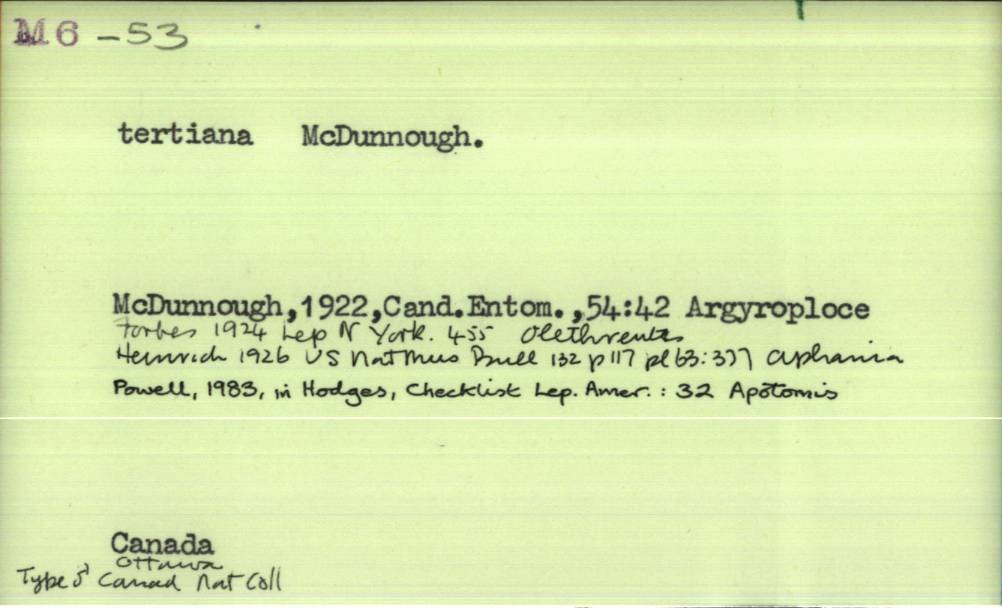 M6 -53
tertiana McDunnough.
McDunnough,1922,Cand.Entom.,54:42 Argyroploce
Forbes 1924 Lep N York. 455 Olethreutes
Heinrich 1926 US Nat Mus Bull 132 p 117 pl 63:377 Aphania
Powell, 1983, in Hodges, Checklist Lep. Amer. : 32 Apotomis
Canada
Ottawa
Type ♂ Canad Nat Coll